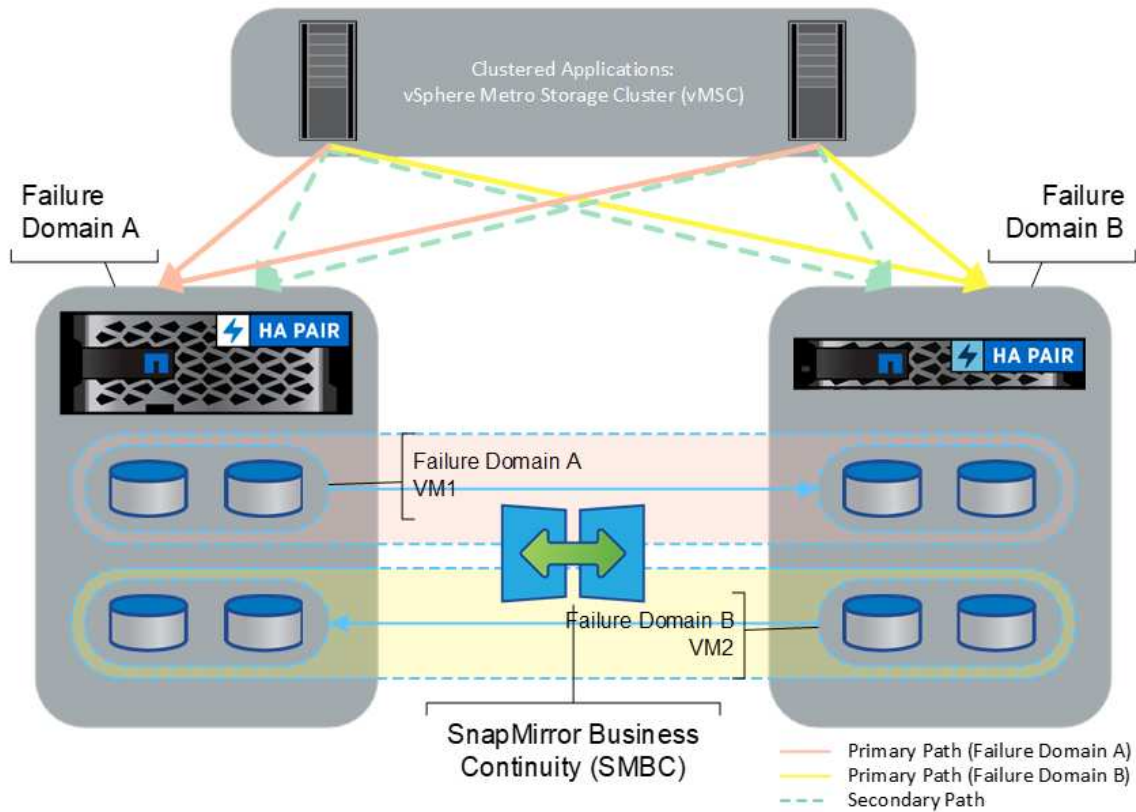 Clustered Applications:
vSphere Metro Storage Cluster (vMSC)
Failure
Domain A
Failure
Domain B
HA PAIR
HA PAIR
Failure Domain A
VM1
Failure Domain B
VM2
SnapMirror Business
Continuity (SMBC)
Primary Path (Failure Domain A)
Primary Path (Failure Domain B)
Secondary Path